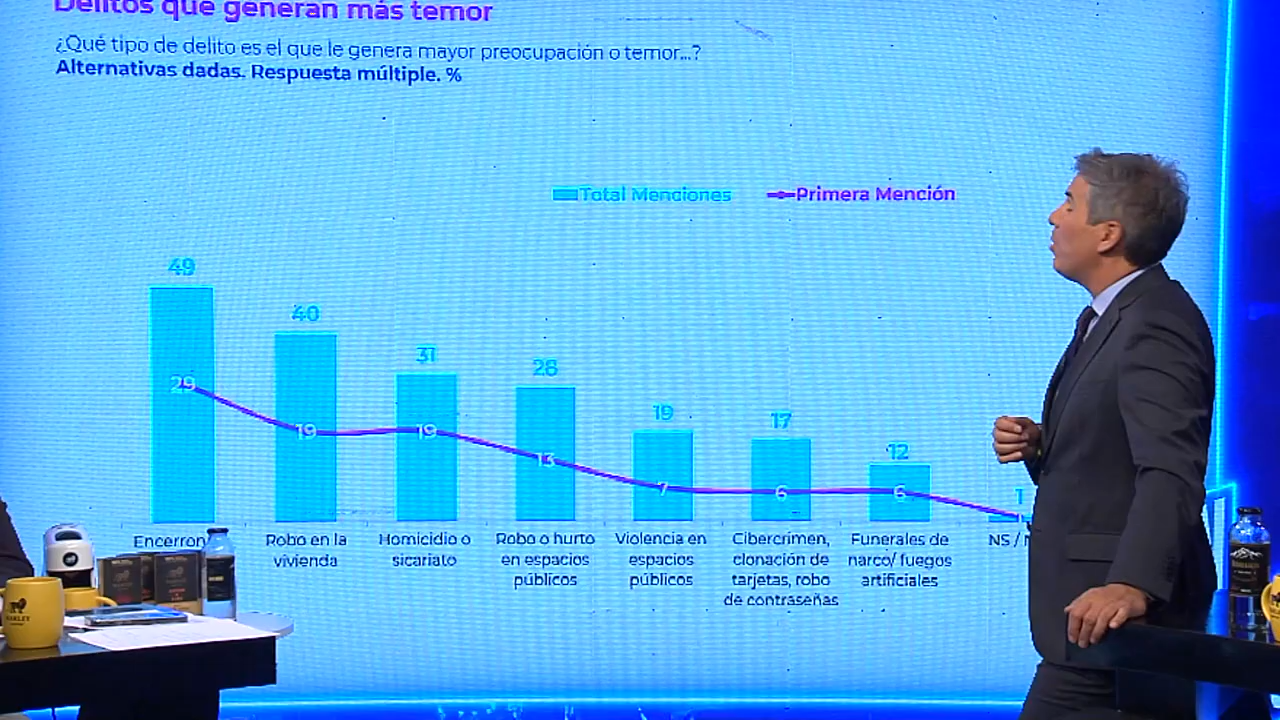 Delitos que generan más temor
¿Qué tipo de delito es el que le genera mayor preocupación o temor...?
Alternativas dadas. Respuesta múltiple. %
Total Menciones
Primera Mención
49
40
31
28
19
17
12
1
29
19
19
13
7
6
6
1
Encerron
Robo en la
vivienda
Homicidio o
sicariato
Robo o hurto
en espacios
públicos
Violencia en
espacios
públicos
Cibercrimen,
clonación de
tarjetas, robo
de contraseñas
Funerales de
narco/ fuegos
artificiales
NS /